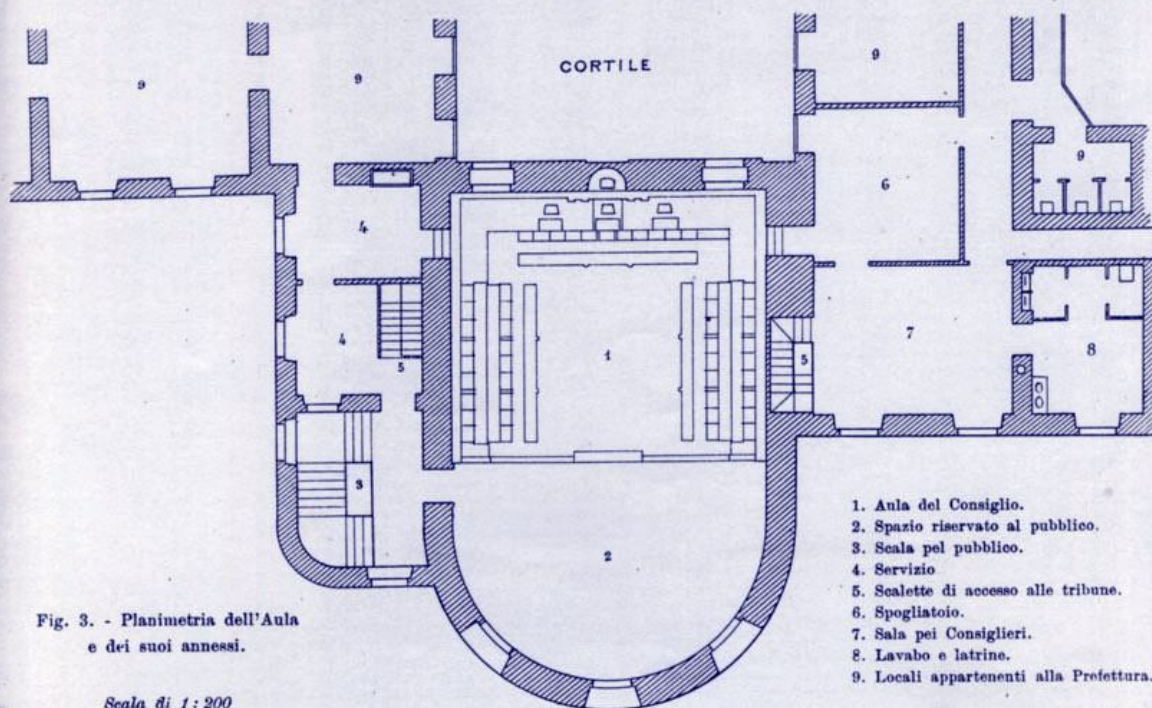 CORTILE
9
9
9
9
6
4
4
5
1
5
7
8
3
2
Fig. 3. - Planimetria dell'Aula
e dei suoi annessi.
Scala di 1 : 200
1. Aula del Consiglio.
2. Spazio riservato al pubblico.
3. Scala pel pubblico.
4. Servizio
5. Scalette di accesso alle tribune.
6. Spogliatoio.
7. Sala pei Consiglieri.
8. Lavabo e latrine.
9. Locali appartenenti alla Prefettura.